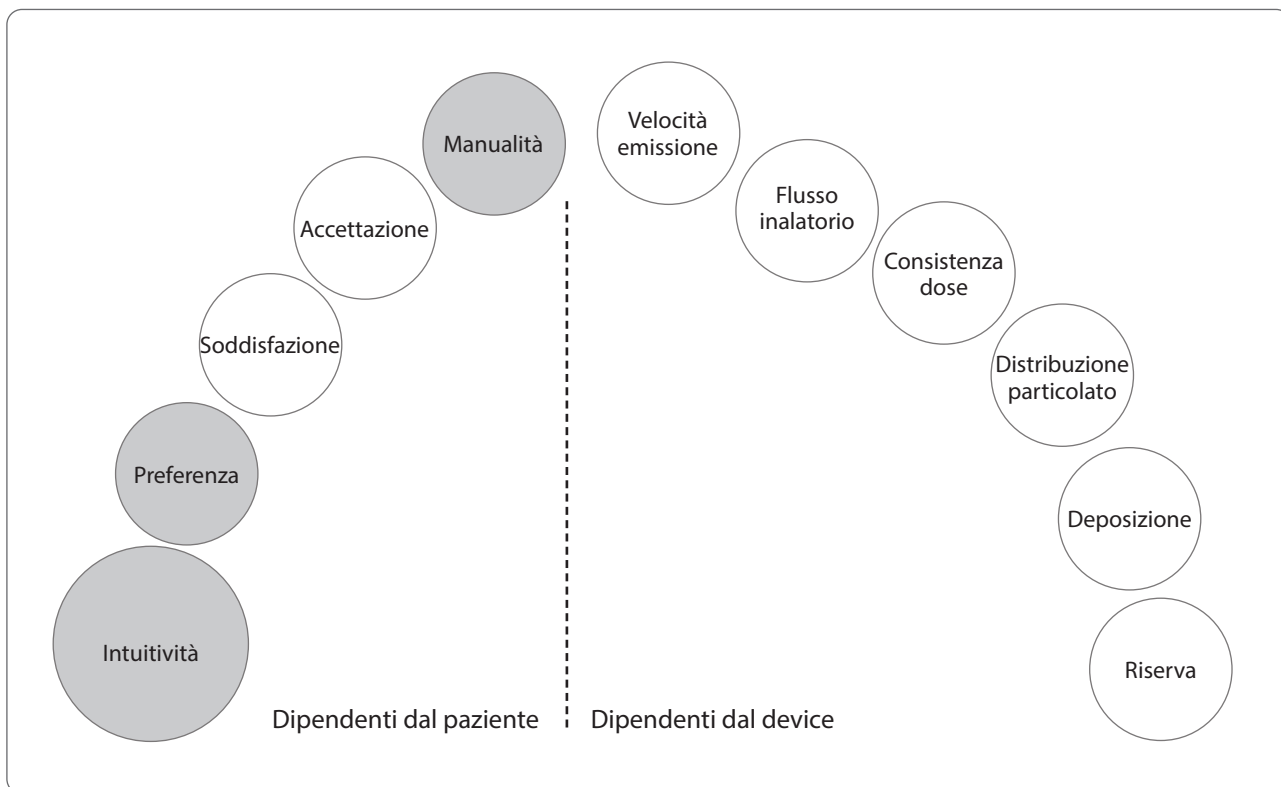 Manualità
Accettazione
Soddisfazione
Preferenza
Intuitività
Velocità
emissione
Flusso
inalatorio
Consistenza
dose
Distribuzione
particolato
Deposizione
Riserva
Dipendenti dal paziente
Dipendenti dal device